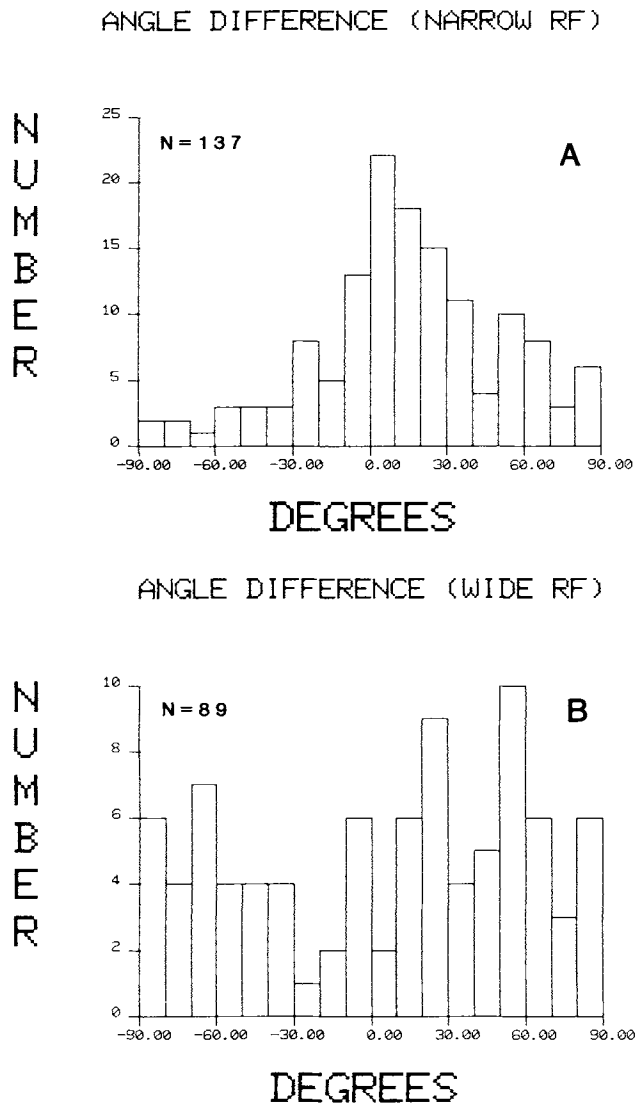 ANGLE DIFFERENCE (NARROW RF)
NUMBER
25
20
15
10
5
0
N=137
A
-90.00 -60.00 -30.00 0.00 30.00 60.00 90.00
DEGREES
ANGLE DIFFERENCE (WIDE RF)
NUMBER
10
8
6
4
2
0
N=89
B
-90.00 -60.00 -30.00 0.00 30.00 60.00 90.00
DEGREES